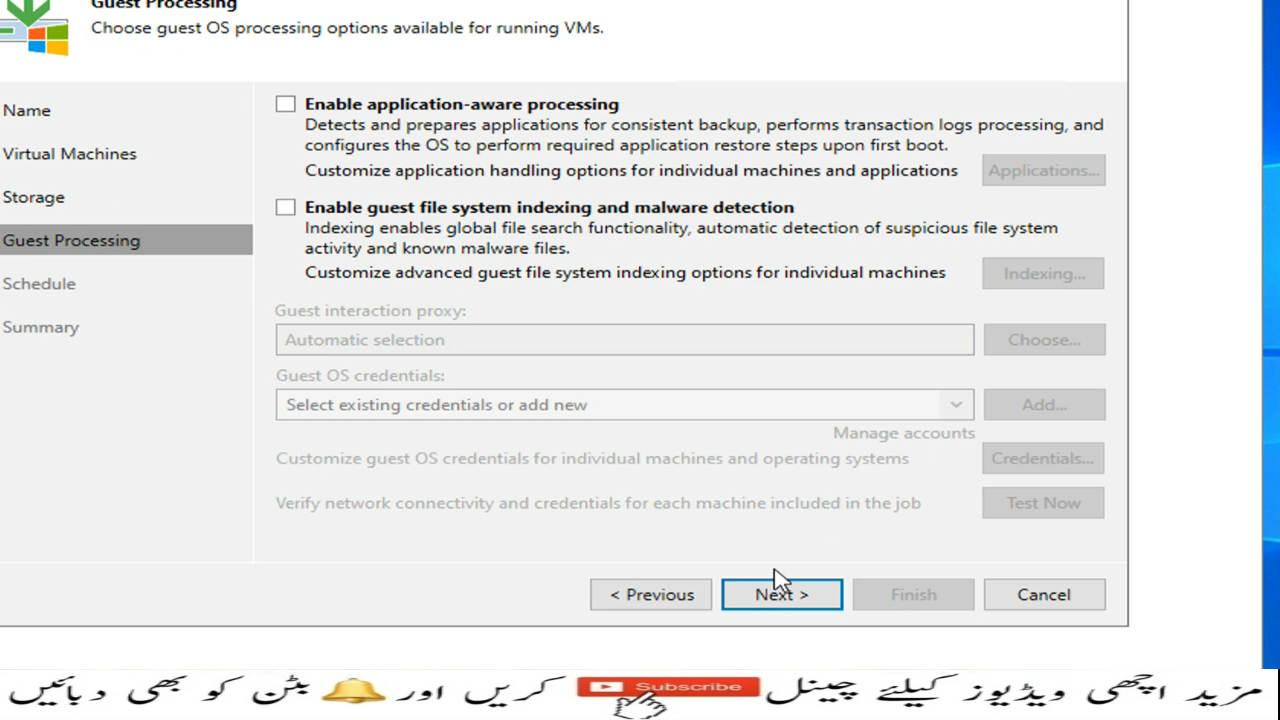 Guest Processing
Choose guest OS processing options available for running VMs.
Name
Virtual Machines
Storage
Guest Processing
Schedule
Summary
Enable application-aware processing
Detects and prepares applications for consistent backup, performs transaction logs processing, and
configures the OS to perform required application restore steps upon first boot.
Customize application handling options for individual machines and applications
Applications...
Enable guest file system indexing and malware detection
Indexing enables global file search functionality, automatic detection of suspicious file system
activity and known malware files.
Customize advanced guest file system indexing options for individual machines
Indexing...
Guest interaction proxy:
Automatic selection
Choose...
Guest OS credentials:
Select existing credentials or add new
Add...
Manage accounts
Customize guest OS credentials for individual machines and operating systems
Credentials...
Verify network connectivity and credentials for each machine included in the job
Test Now
< Previous
Next >
Finish
Cancel
مزید اچھی ویڈیوز کیلئے چینل Subscribe کریں اور بٹن کو بھی دبائیں